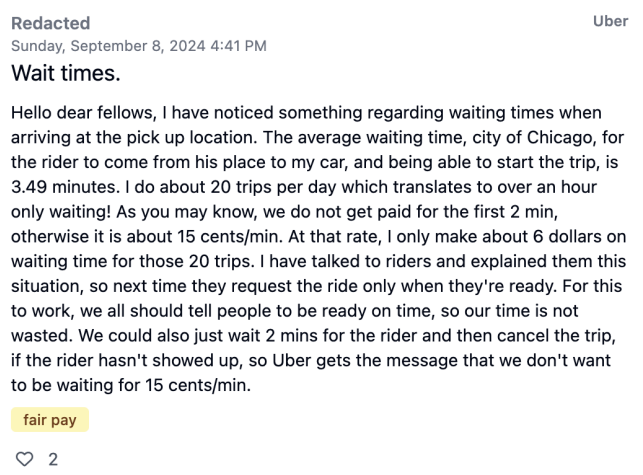 Redacted
Uber
Sunday, September 8, 2024 4:41 PM
Wait times.
Hello dear fellows, I have noticed something regarding waiting times when
arriving at the pick up location. The average waiting time, city of Chicago, for
the rider to come from his place to my car, and being able to start the trip, is
3.49 minutes. I do about 20 trips per day which translates to over an hour
only waiting! As you may know, we do not get paid for the first 2 min,
otherwise it is about 15 cents/min. At that rate, I only make about 6 dollars on
waiting time for those 20 trips. I have talked to riders and explained them this
situation, so next time they request the ride only when they're ready. For this
to work, we all should tell people to be ready on time, so our time is not
wasted. We could also just wait 2 mins for the rider and then cancel the trip,
if the rider hasn't showed up, so Uber gets the message that we don't want
to be waiting for 15 cents/min.
fair pay
2